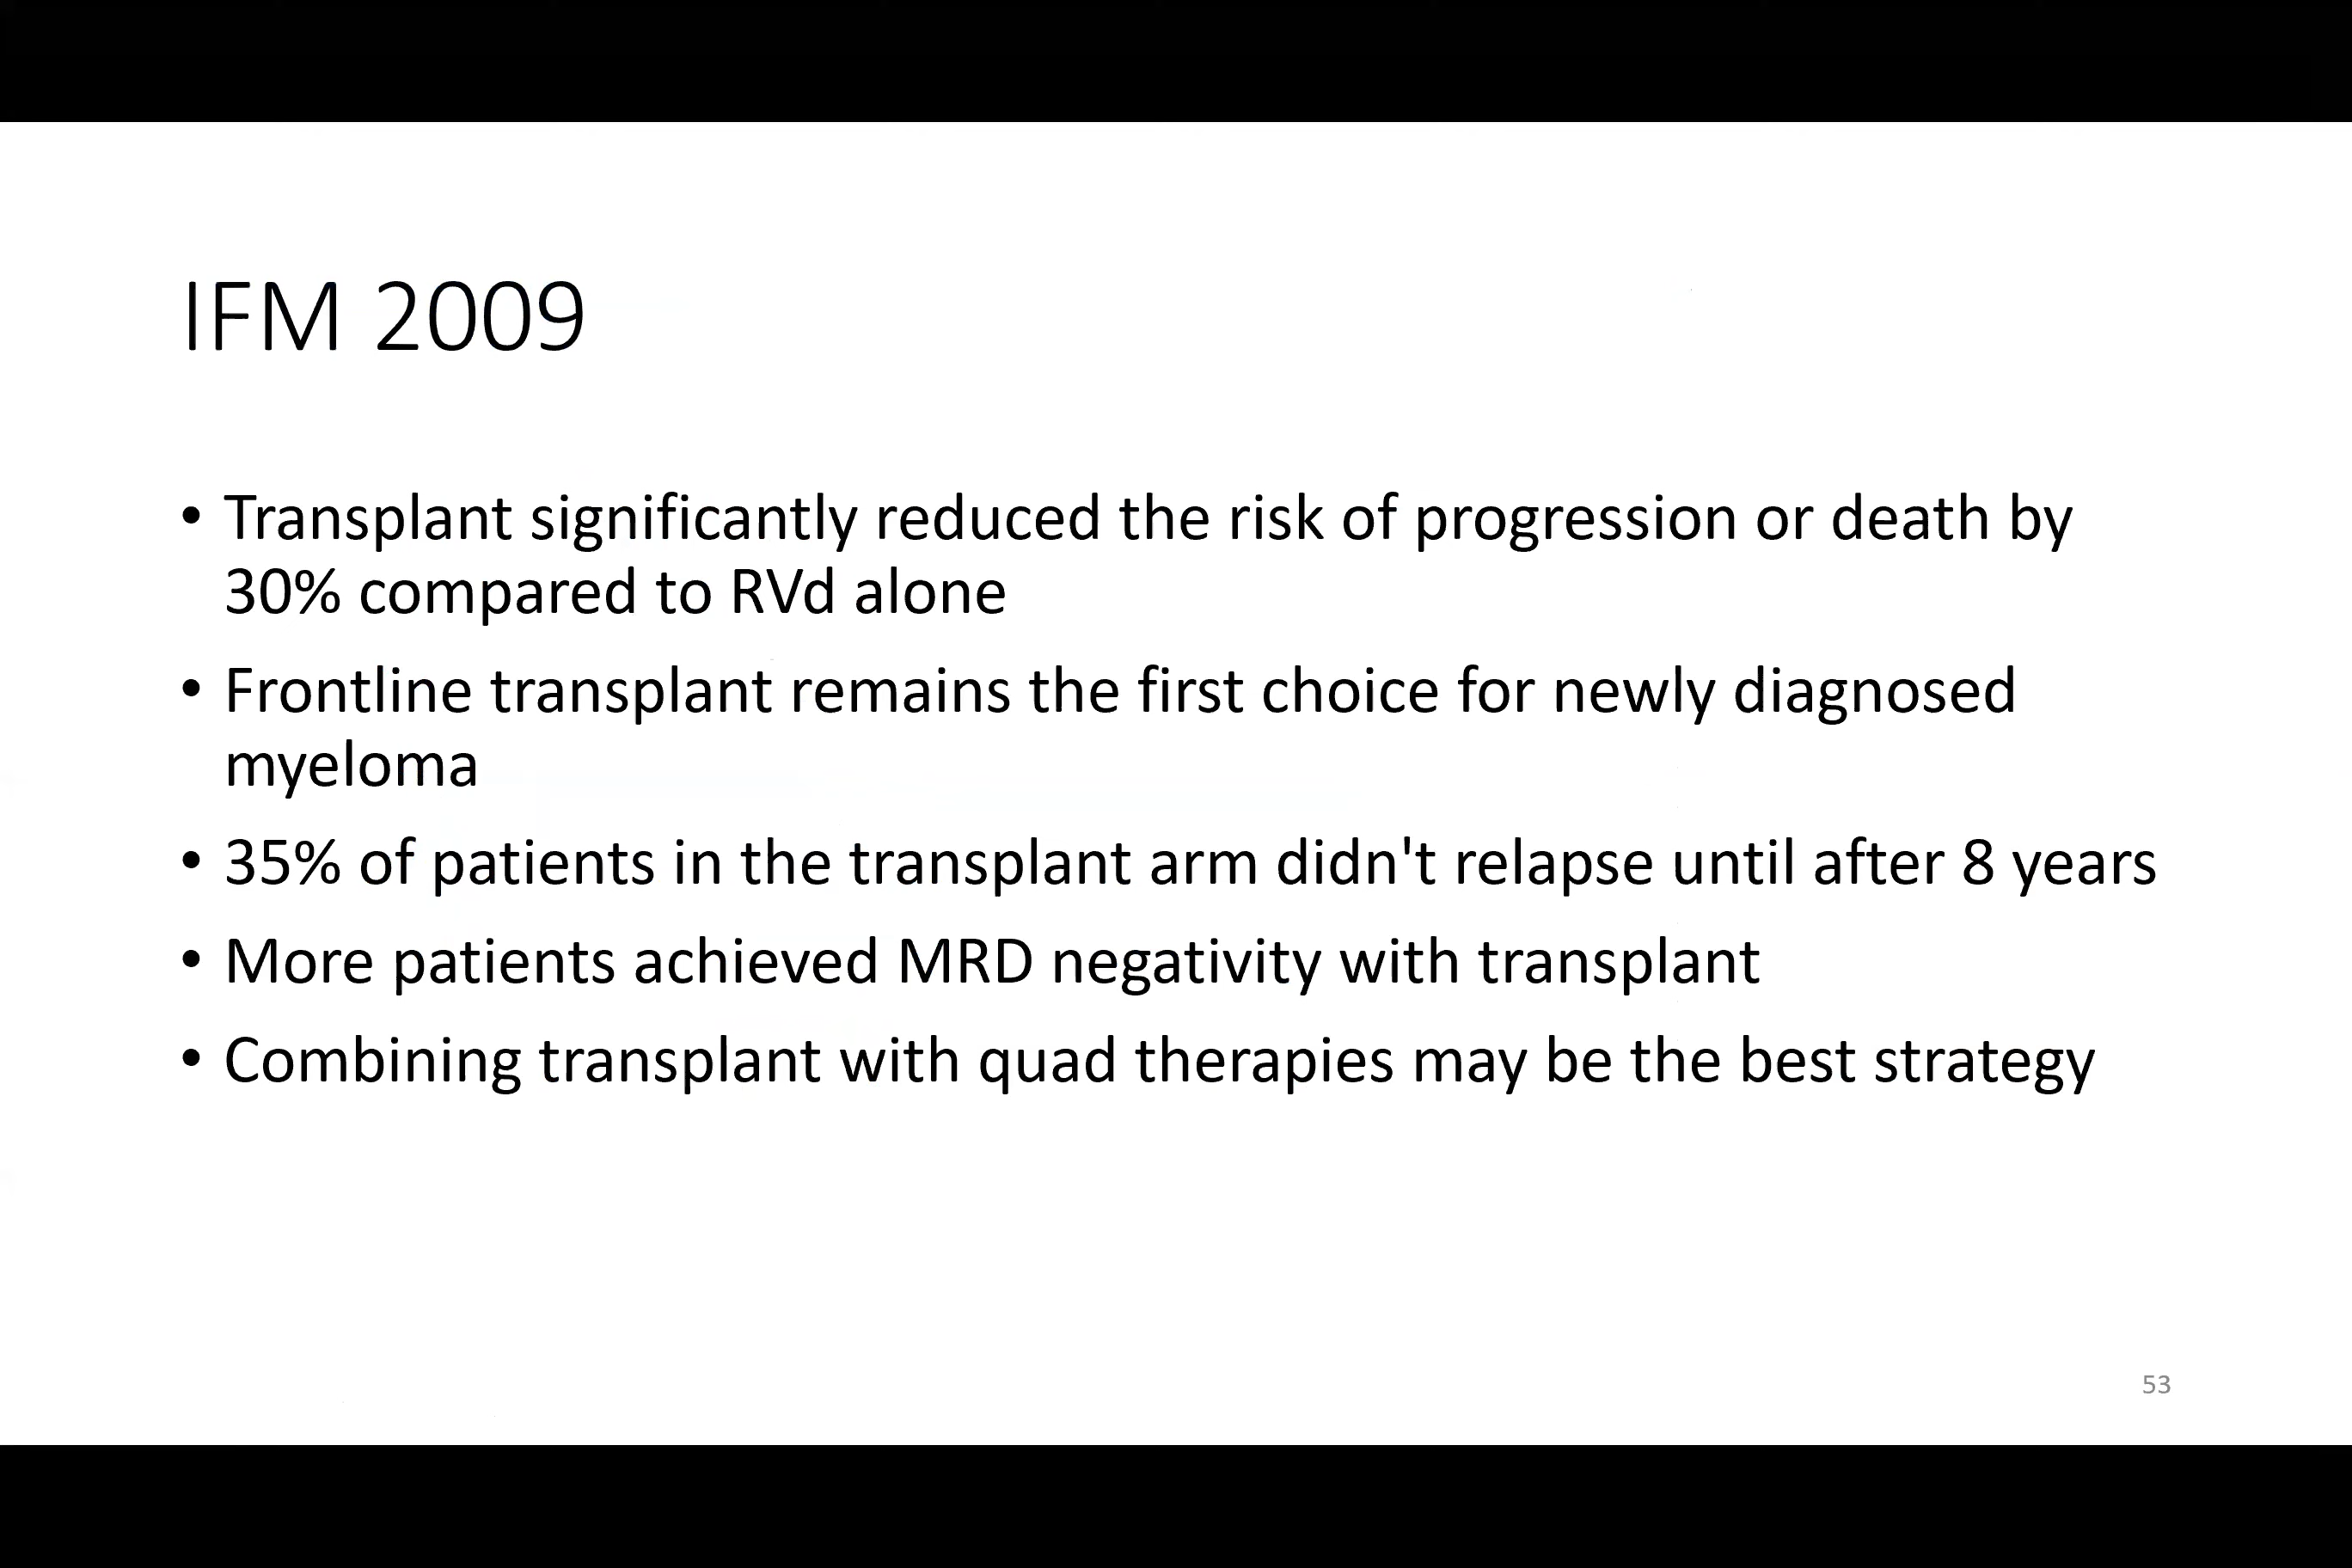 IFM 2009
• Transplant significantly reduced the risk of progression or death by
30% compared to RVd alone
• Frontline transplant remains the first choice for newly diagnosed
myeloma
• 35% of patients in the transplant arm didn't relapse until after 8 years
• More patients achieved MRD negativity with transplant
• Combining transplant with quad therapies may be the best strategy
53